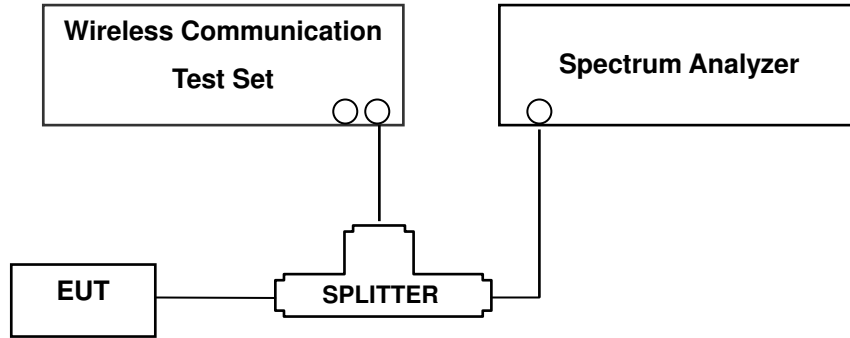 Wireless Communication
Test Set
Spectrum Analyzer
EUT
SPLITTER